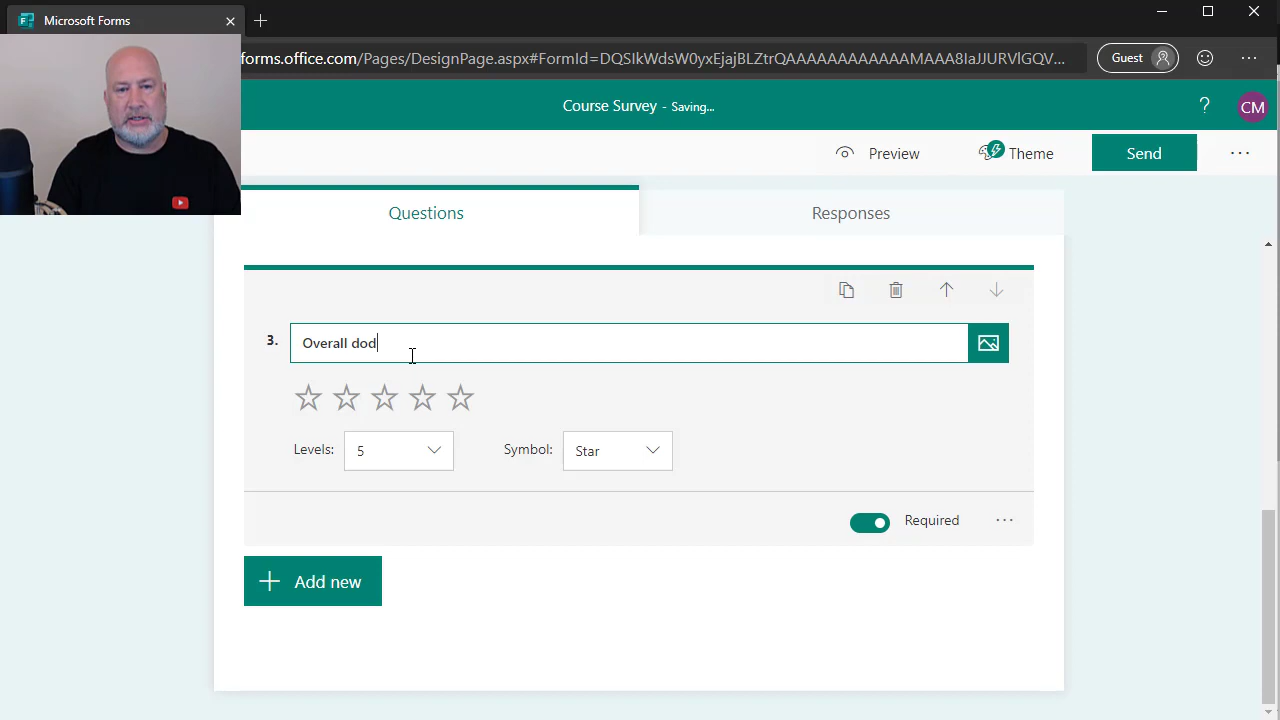 Microsoft Forms
forms.office.com/Pages/DesignPage.aspx#FormId=DQSIkWdsW0yxEjajBLZtrQAAAAAAAAAAAAMAAA8IaJJURVlGQV...
Guest
Course Survey - Saving...
? CM
Preview
Theme
Send
Questions
Responses
3.
Overall dod
Levels: 5
Symbol: Star
Required
Add new